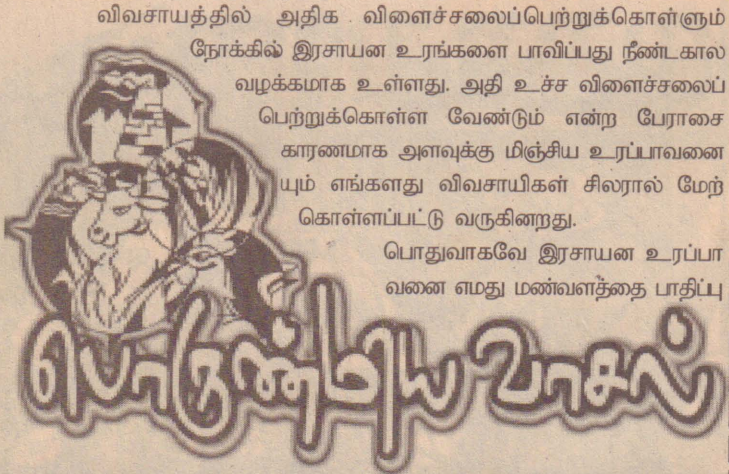 விவசாயத்தில் அதிக விளைச்சலைப்பெற்றுக்கொள்ளும்
நோக்கில் இரசாயன உரங்களை பாவிப்பது நீண்டகால
வழக்கமாக உள்ளது. அதி உச்ச விளைச்சலைப்
பெற்றுக்கொள்ள வேண்டும் என்ற பேராசை
காரணமாக அளவுக்கு மிஞ்சிய உரப்பாவனை
யும் எங்களது விவசாயிகள் சிலரால் மேற்
கொள்ளப்பட்டு வருகினறது.
பொதுவாகவே இரசாயன உரப்பா
வனை எமது மண்வளத்தை பாதிப்பு
பொருண்மிய வாசல்